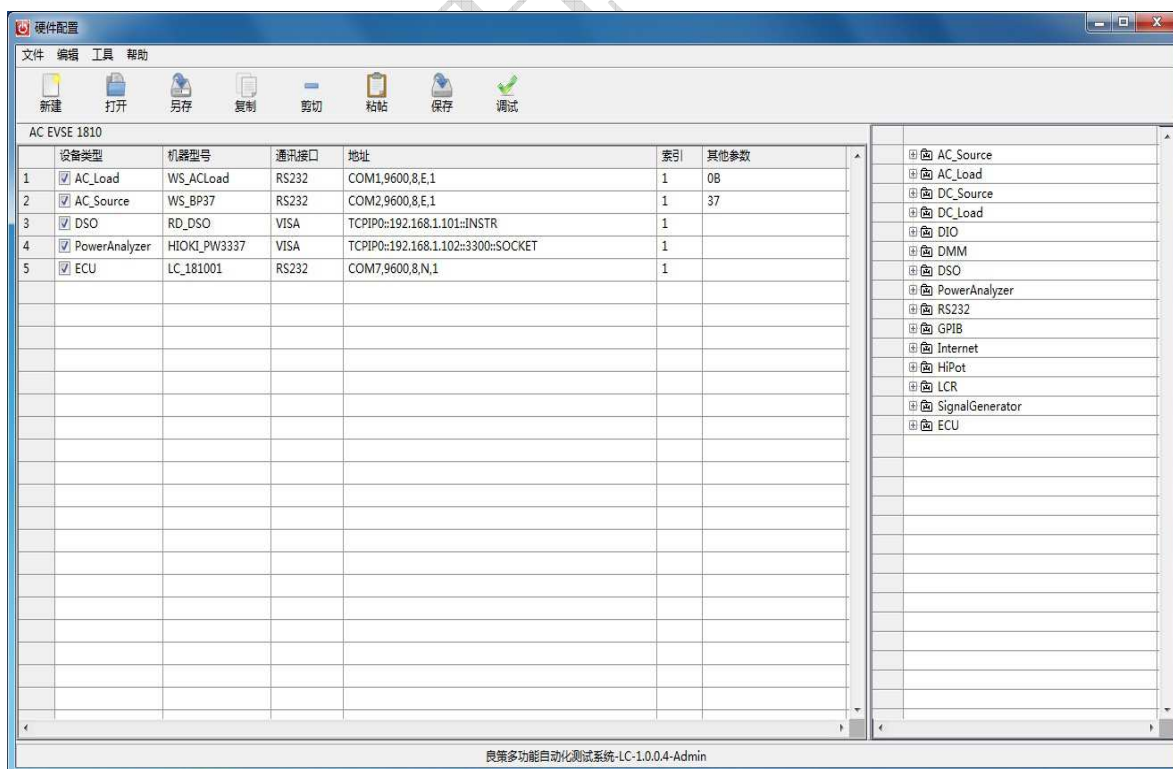 硬件配置
文件 编辑 工具 帮助
新建 打开 另存 复制 剪切 粘帖 保存 调试
AC EVSE 1810
设备类型 机器型号 通讯接口 地址 索引 其他参数
1 AC_Load WS_ACLoad RS232 COM1,9600,8,E,1 1 0B
2 AC_Source WS_BP37 RS232 COM2,9600,8,E,1 1 37
3 DSO RD_DSO VISA TCPIP0::192.168.1.101::INSTR 1
4 PowerAnalyzer HIOKI_PW3337 VISA TCPIP0::192.168.1.102::3300::SOCKET 1
5 ECU LC_181001 RS232 COM7,9600,8,N,1 1
AC_Source
AC_Load
DC_Source
DC_Load
DIO
DMM
DSO
PowerAnalyzer
RS232
GPIB
Internet
HiPot
LCR
SignalGenerator
ECU
良策多功能自动化测试系统-LC-1.0.0.4-Admin